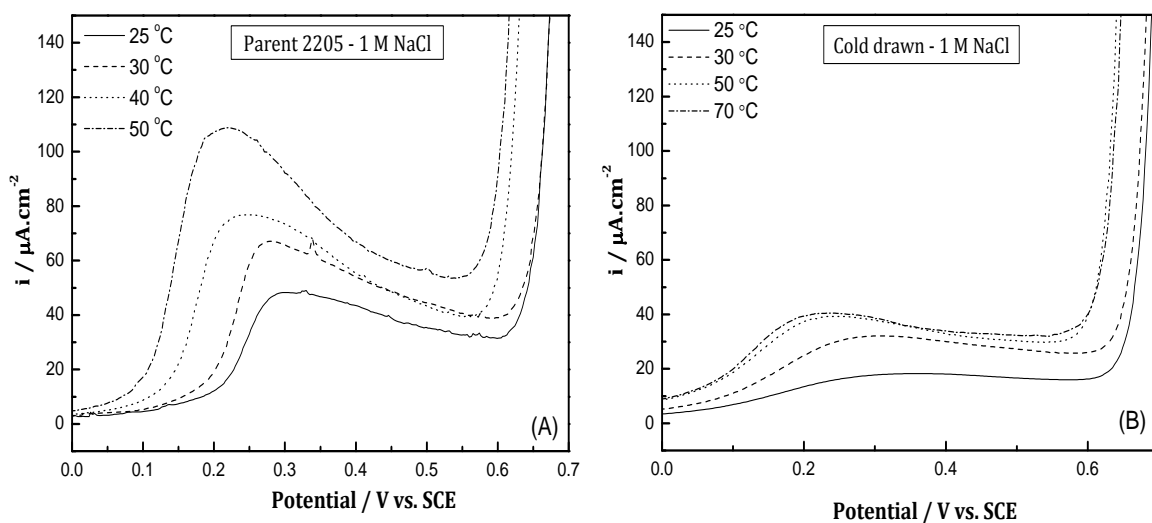 140
120
100
80
60
40
20
0
i / µA.cm⁻²
25 °C
30 °C
40 °C
50 °C
Parent 2205 - 1 M NaCl
(A)
0.0 0.1 0.2 0.3 0.4 0.5 0.6 0.7
Potential / V vs. SCE
140
120
100
80
60
40
20
0
i / µA.cm⁻²
25 °C
30 °C
50 °C
70 °C
Cold drawn - 1 M NaCl
(B)
0.0 0.2 0.4 0.6
Potential / V vs. SCE